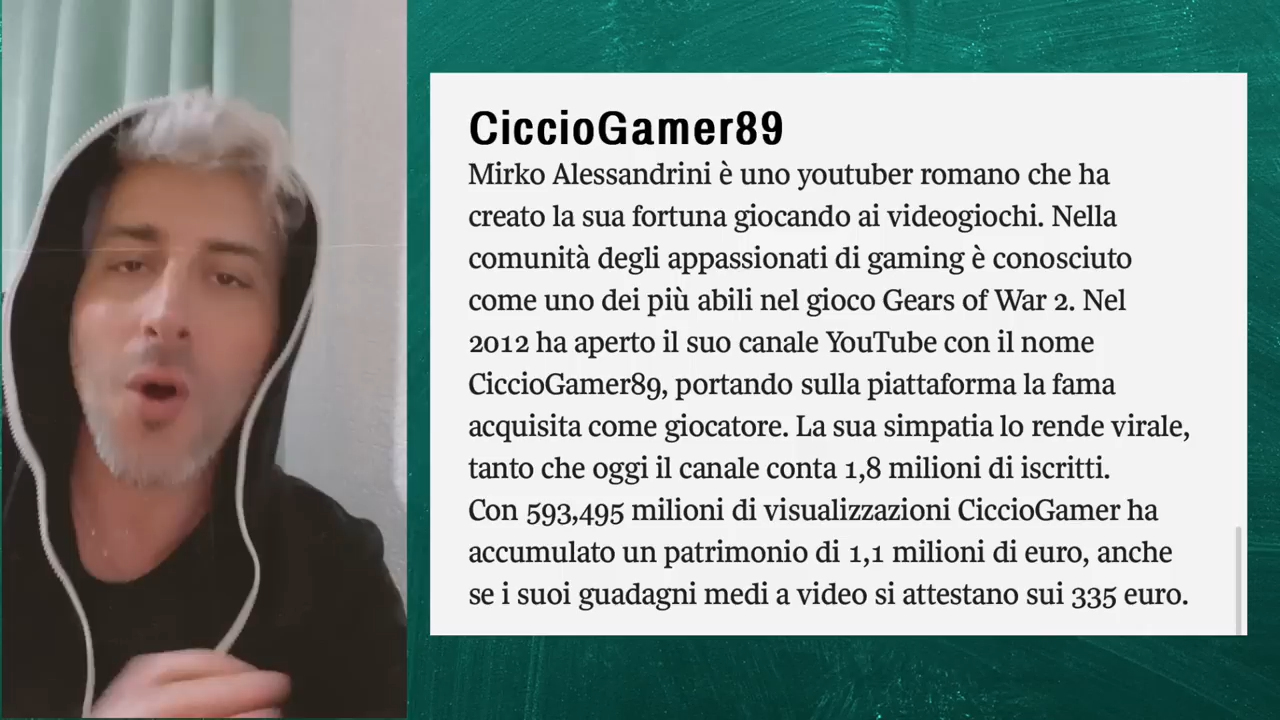 CiccioGamer89
Mirko Alessandrini è uno youtuber romano che ha
creato la sua fortuna giocando ai videogiochi. Nella
comunità degli appassionati di gaming è conosciuto
come uno dei più abili nel gioco Gears of War 2. Nel
2012 ha aperto il suo canale YouTube con il nome
CiccioGamer89, portando sulla piattaforma la fama
acquisita come giocatore. La sua simpatia lo rende virale,
tanto che oggi il canale conta 1,8 milioni di iscritti.
Con 593,495 milioni di visualizzazioni CiccioGamer ha
accumulato un patrimonio di 1,1 milioni di euro, anche
se i suoi guadagni medi a video si attestano sui 335 euro.